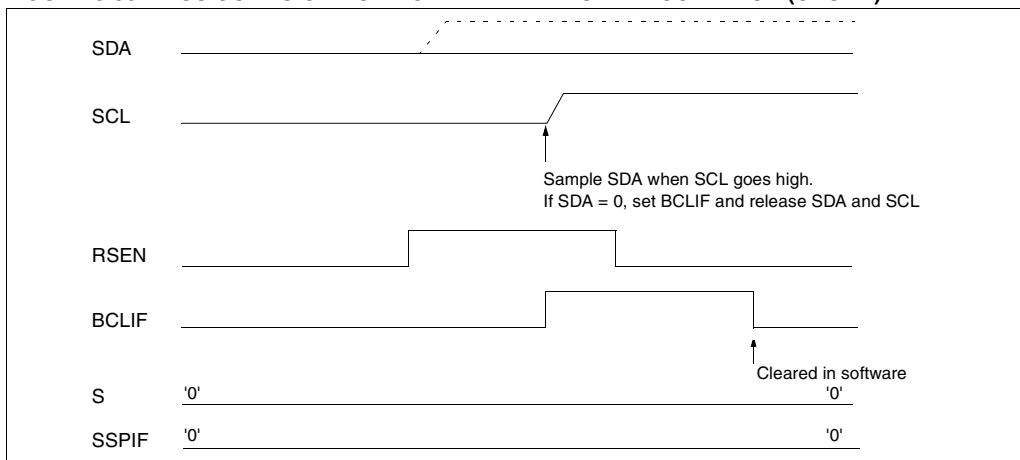 SDA
SCL
Sample SDA when SCL goes high.
If SDA = 0, set BCLIF and release SDA and SCL
RSEN
BCLIF
Cleared in software
S '0' '0'
SSPIF '0' '0'